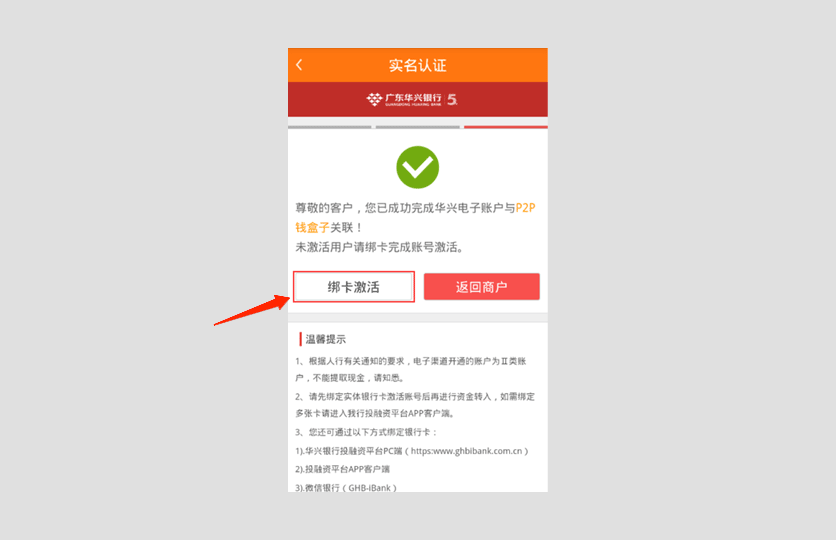 实名认证
广东华兴银行 5
GUANGDONG HUAXING BANK
尊敬的客户，您已成功完成华兴电子账户与P2P
钱盒子关联！
未激活用户请绑卡完成账号激活。
绑卡激活
返回商户
温馨提示
1、根据人行有关通知的要求，电子渠道开通的账户为Ⅱ类账
户，不能提取现金，请知悉。
2、请先绑定实体银行卡激活账号后再进行资金转入，如需绑定
多张卡请进入我行投融资平台APP客户端。
3、您还可通过以下方式绑定银行卡：
1).华兴银行投融资平台PC端（https:www.ghbibank.com.cn）
2).投融资平台APP客户端
3).微信银行（GHB-iBank）